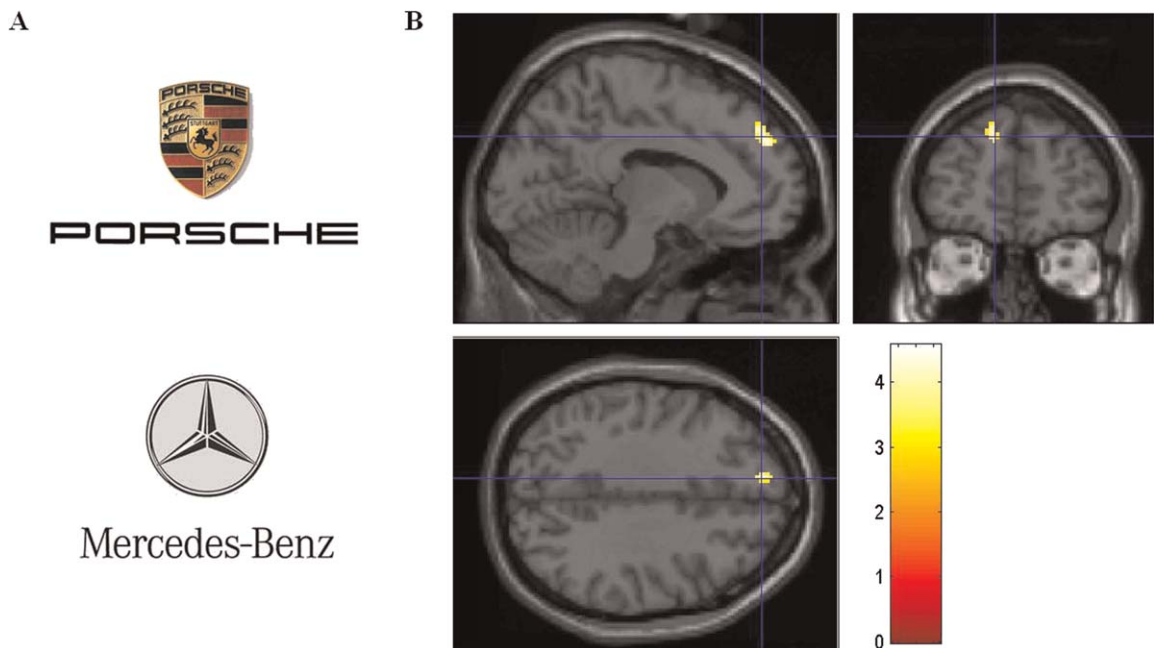 A
B
PORSCHE
STUTTGART
PORSCHE
Mercedes-Benz
4
3
2
1
0